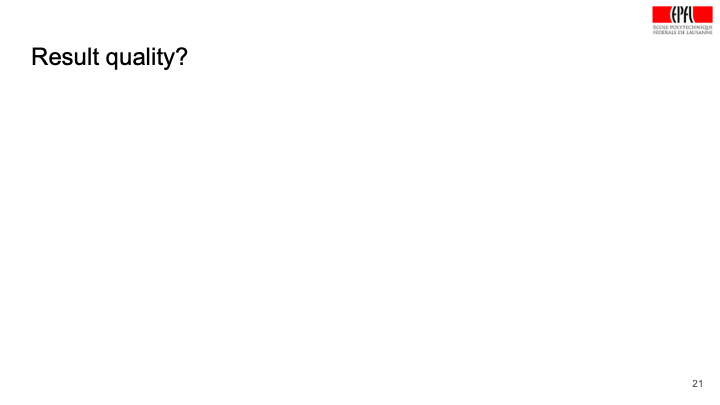 EPFL
ÉCOLE POLYTECHNIQUE
FÉDÉRALE DE LAUSANNE
Result quality?
21